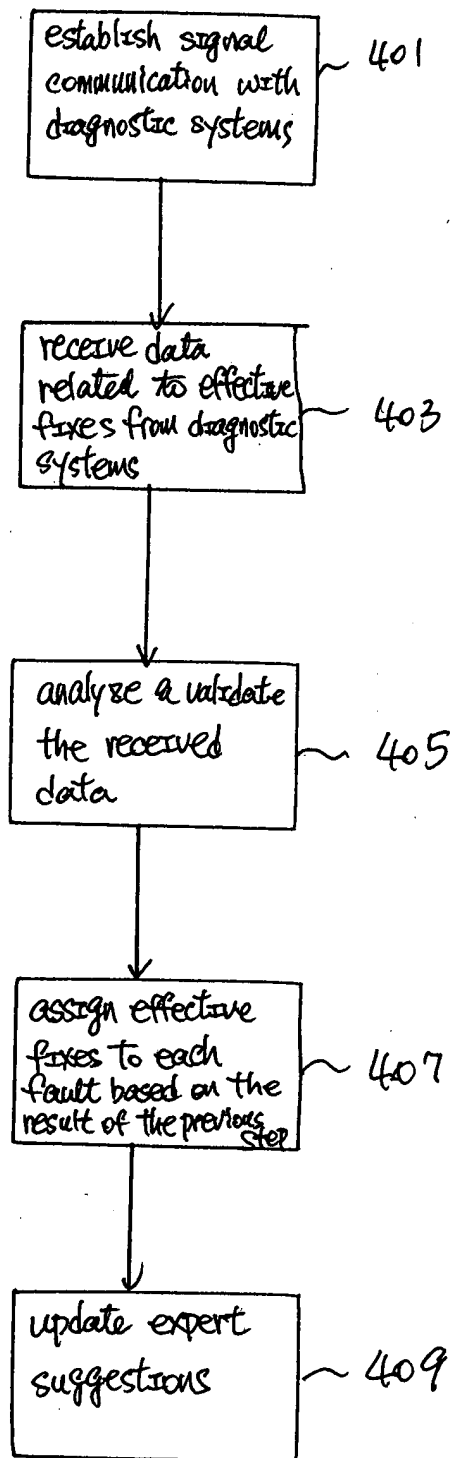 establish signal
communication with
diagnostic systems
401
receive data
related to effective
fixes from diagnostic
systems
403
analyze & validate
the received
data
405
assign effective
fixes to each
fault based on the
result of the previous
step
407
update expert
suggestions
409